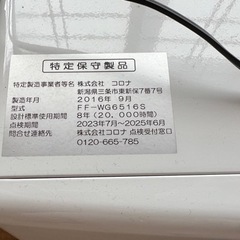 特定保守製品
特定製造事業者等名 株式会社 コロナ
新潟県三条市東新保7番7号
製造年月 2016年 9月
型式 FF-WG6516S
設計標準使用期間 8年(20,000時間)
点検期間 2023年7月~2025年6月
問合せ連絡先 株式会社 コロナ 点検受付窓口
0120-665-785